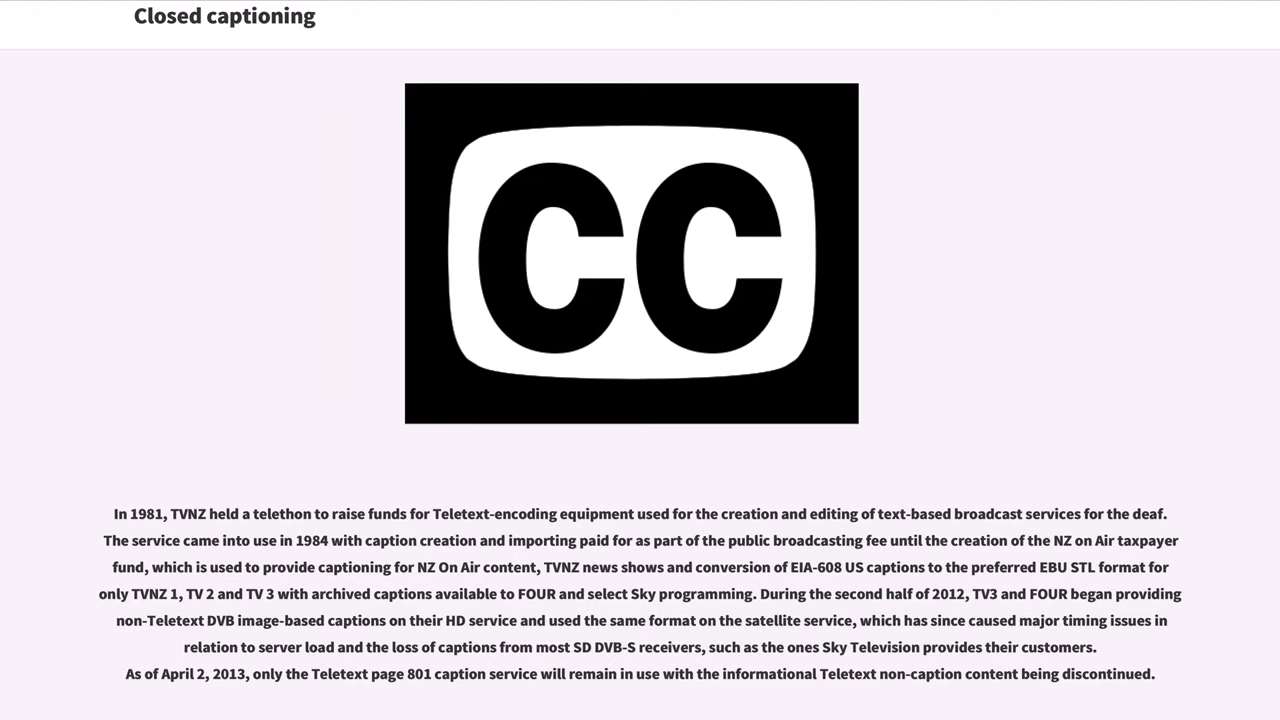 Closed captioning
CC
In 1981, TVNZ held a telethon to raise funds for Teletext-encoding equipment used for the creation and editing of text-based broadcast services for the deaf.
The service came into use in 1984 with caption creation and importing paid for as part of the public broadcasting fee until the creation of the NZ on Air taxpayer
fund, which is used to provide captioning for NZ On Air content, TVNZ news shows and conversion of EIA-608 US captions to the preferred EBU STL format for
only TVNZ 1, TV 2 and TV 3 with archived captions available to FOUR and select Sky programming. During the second half of 2012, TV3 and FOUR began providing
non-Teletext DVB image-based captions on their HD service and used the same format on the satellite service, which has since caused major timing issues in
relation to server load and the loss of captions from most SD DVB-S receivers, such as the ones Sky Television provides their customers.
As of April 2, 2013, only the Teletext page 801 caption service will remain in use with the informational Teletext non-caption content being discontinued.